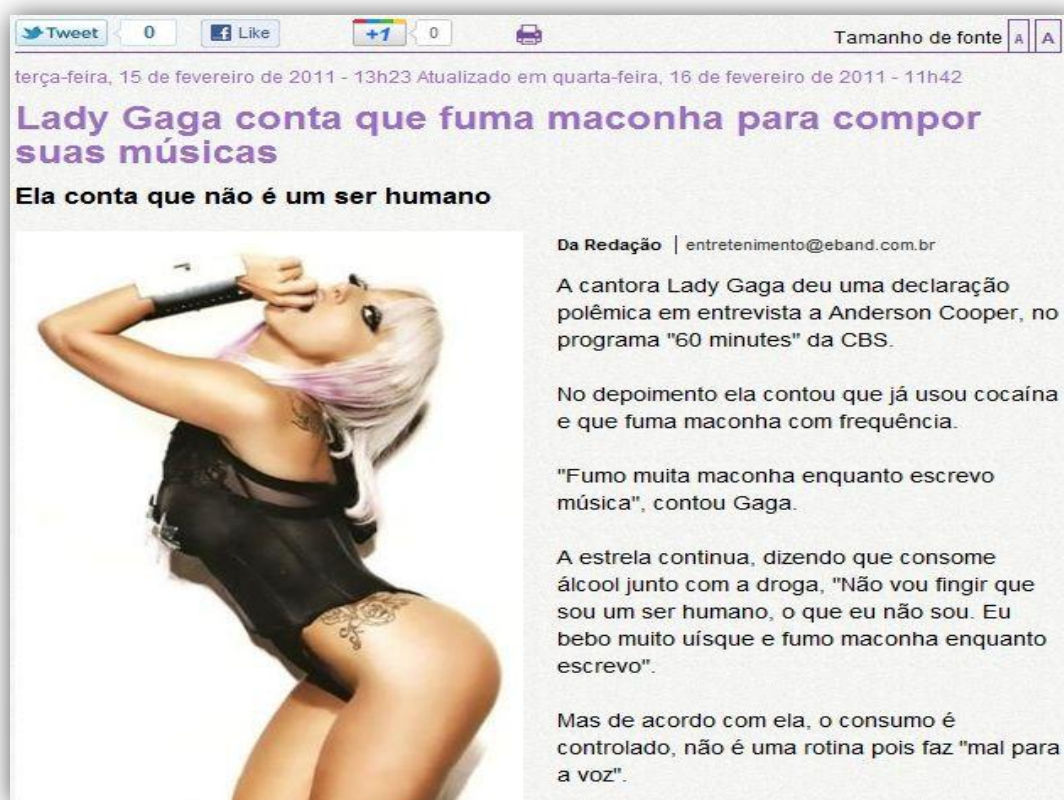 Tweet 0 Like +1 0 Tamanho de fonte A A
terça-feira, 15 de fevereiro de 2011 - 13h23 Atualizado em quarta-feira, 16 de fevereiro de 2011 - 11h42
Lady Gaga conta que fuma maconha para compor
suas músicas
Ela conta que não é um ser humano
Da Redação | entretenimento@eband.com.br
A cantora Lady Gaga deu uma declaração
polêmica em entrevista a Anderson Cooper, no
programa "60 minutes" da CBS.
No depoimento ela contou que já usou cocaína
e que fuma maconha com frequência.
"Fumo muita maconha enquanto escrevo
música", contou Gaga.
A estrela continua, dizendo que consome
álcool junto com a droga, "Não vou fingir que
sou um ser humano, o que eu não sou. Eu
bebo muito uísque e fumo maconha enquanto
escrevo".
Mas de acordo com ela, o consumo é
controlado, não é uma rotina pois faz "mal para
a voz".